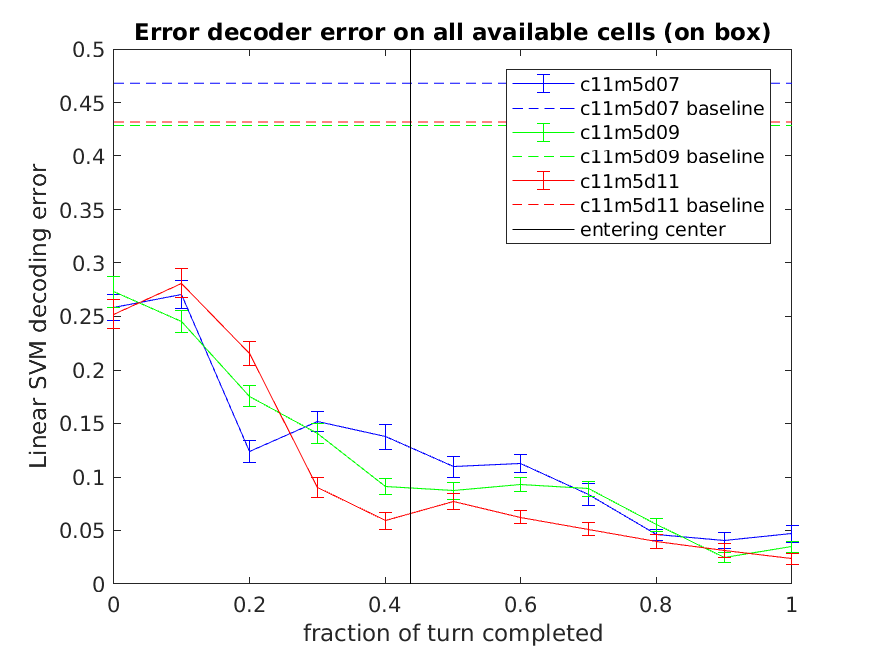 Error decoder error on all available cells (on box)
0.5
0.45
0.4
0.35
0.3
0.25
0.2
0.15
0.1
0.05
0
Linear SVM decoding error
c11m5d07
c11m5d07 baseline
c11m5d09
c11m5d09 baseline
c11m5d11
c11m5d11 baseline
entering center
0 0.2 0.4 0.6 0.8 1
fraction of turn completed